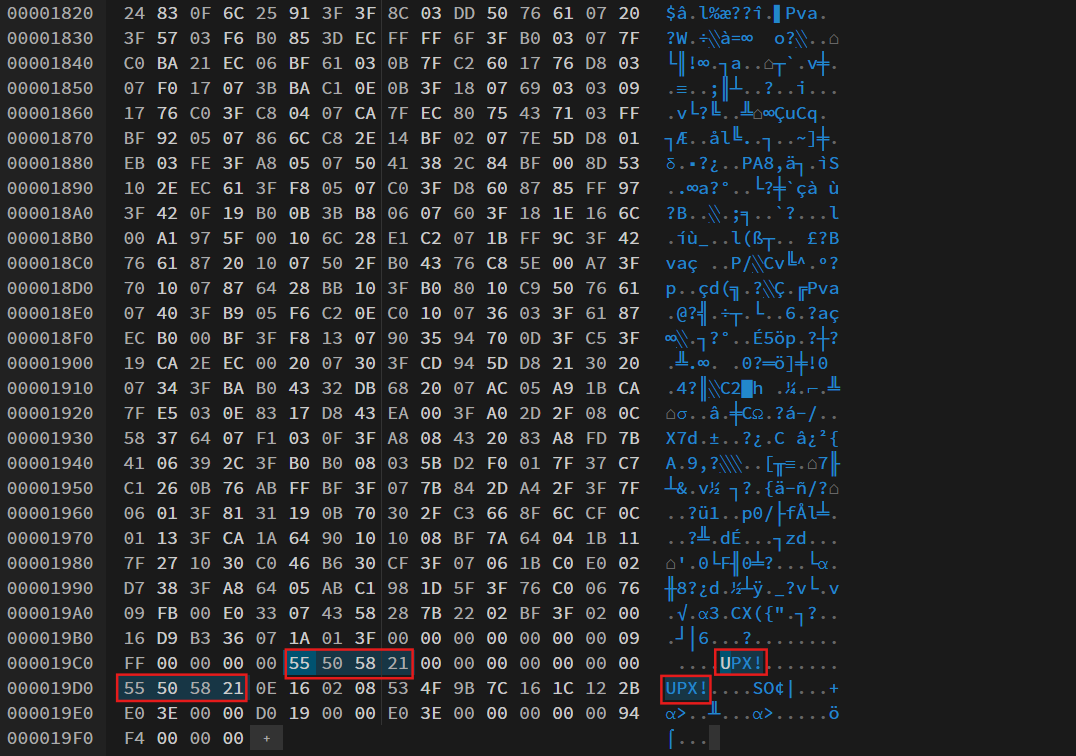 00001820 24 83 0F 6C 25 91 3F 3F 8C 03 DD 50 76 61 07 20 $â.l%æ??î.▌Pva.
00001830 3F 57 03 F6 B0 85 3D EC FF FF 6F 3F B0 03 07 7F ?W.÷░à=∞  o?░..⌂
00001840 C0 BA 21 EC 06 BF 61 03 0B 7F C2 60 17 76 D8 03 └║!∞.┐a..⌂┬`.v╪.
00001850 07 F0 17 07 3B BA C1 0E 0B 3F 18 07 69 03 03 09 .≡..;║┴..?..i...
00001860 17 76 C0 3F C8 04 07 CA 7F EC 80 75 43 71 03 FF .v└?╚..╩⌂∞ÇuCq.
00001870 BF 92 05 07 86 6C C8 2E 14 BF 02 07 7E 5D D8 01 ┐Æ..ål╚..┐..~]╪.
00001880 EB 03 FE 3F A8 05 07 50 41 38 2C 84 BF 00 8D 53 δ.▪?¿..PA8,ä┐.ìS
00001890 10 2E EC 61 3F F8 05 07 C0 3F D8 60 87 85 FF 97 ..∞a?°..└?╪`çà ù
000018A0 3F 42 0F 19 B0 0B 3B B8 06 07 60 3F 18 1E 16 6C ?B..░.;╕..`?...l
000018B0 00 A1 97 5F 00 10 6C 28 E1 C2 07 1B FF 9C 3F 42 .íù_..l(ß┬.. £?B
000018C0 76 61 87 20 10 07 50 2F B0 43 76 C8 5E 00 A7 3F vaç ..P/░Cv╚^.º?
000018D0 70 10 07 87 64 28 BB 10 3F B0 80 10 C9 50 76 61 p..çd(╗.?░Ç.╔Pva
000018E0 07 40 3F B9 05 F6 C2 0E C0 10 07 36 03 3F 61 87 .@?╣.÷┬.└..6.?aç
000018F0 EC B0 00 BF 3F F8 13 07 90 35 94 70 0D 3F C5 3F ∞░.┐?°..É5öp.?┼?
00001900 19 CA 2E EC 00 20 07 30 3F CD 94 5D D8 21 30 20 .╩.∞. .0?═ö]╪!0
00001910 07 34 3F BA B0 43 32 DB 68 20 07 AC 05 A9 1B CA .4?║░C2█h .¼.⌐.╩
00001920 7F E5 03 0E 83 17 D8 43 EA 00 3F A0 2D 2F 08 0C ⌂σ..â.╪CΩ.?á-/..
00001930 58 37 64 07 F1 03 0F 3F A8 08 43 20 83 A8 FD 7B X7d.±..?¿.C â¿²{
00001940 41 06 39 2C 3F B0 B0 08 03 5B D2 F0 01 7F 37 C7 A.9,?░░..[╥≡.⌂7╟
00001950 C1 26 0B 76 AB FF BF 3F 07 7B 84 2D A4 2F 3F 7F ┴&.v½ ┐?.{ä-ñ/?⌂
00001960 06 01 3F 81 31 19 0B 70 30 2F C3 66 8F 6C CF 0C ..?ü1..p0/├fÅl╧.
00001970 01 13 3F CA 1A 64 90 10 10 08 BF 7A 64 04 1B 11 ..?╩.dÉ...┐zd...
00001980 7F 27 10 30 C0 46 B6 30 CF 3F 07 06 1B C0 E0 02 ⌂'.0└F╢0╧?...└α.
00001990 D7 38 3F A8 64 05 AB C1 98 1D 5F 3F 76 C0 06 76 ╫8?¿d.½┴ÿ._?v└.v
000019A0 09 FB 00 E0 33 07 43 58 28 7B 22 02 BF 3F 02 00 .√.α3.CX({".┐?..
000019B0 16 D9 B3 36 07 1A 01 3F 00 00 00 00 00 00 00 09 .┘│6...?........
000019C0 FF 00 00 00 00 55 50 58 21 00 00 00 00 00 00 00  ....UPX!.......
000019D0 55 50 58 21 0E 16 02 08 53 4F 9B 7C 16 1C 12 2B UPX!....SO¢|...+
000019E0 E0 3E 00 00 D0 19 00 00 E0 3E 00 00 00 00 00 94 α>..╨...α>.....ö
000019F0 F4 00 00 00 + ⌠...